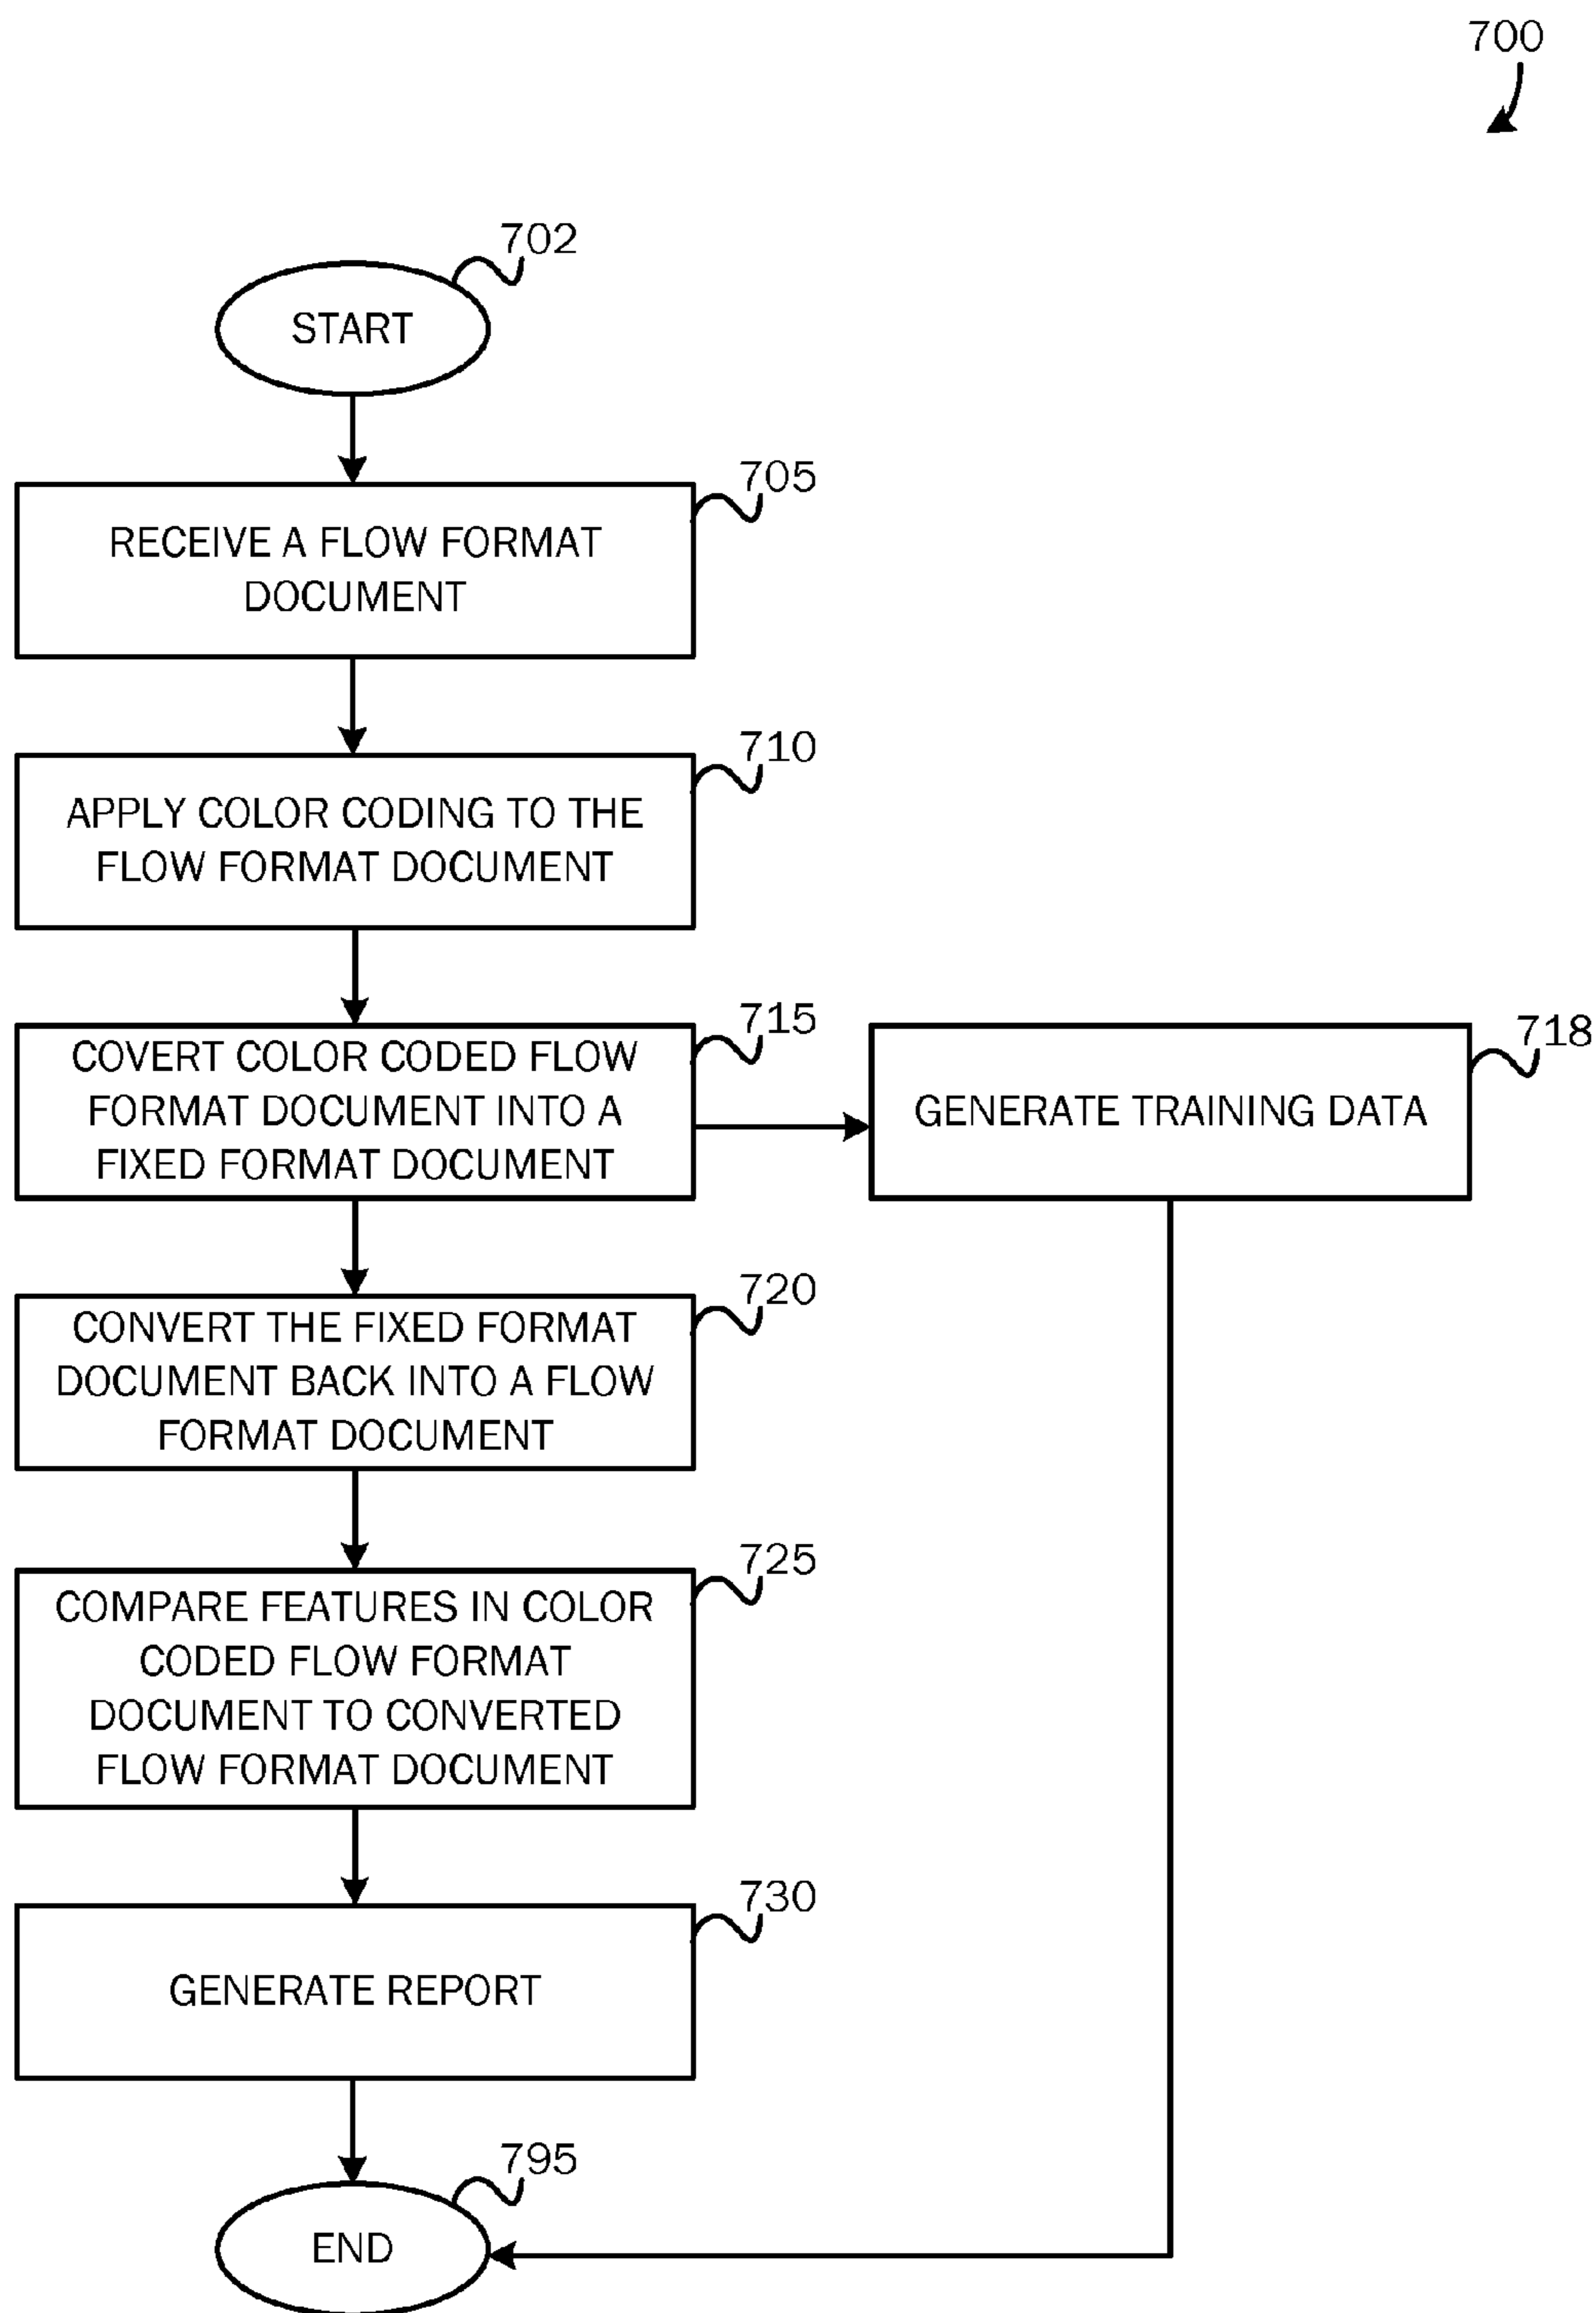 700
702
START
705
RECEIVE A FLOW FORMAT
DOCUMENT
710
APPLY COLOR CODING TO THE
FLOW FORMAT DOCUMENT
715
COVERT COLOR CODED FLOW
FORMAT DOCUMENT INTO A
FIXED FORMAT DOCUMENT
718
GENERATE TRAINING DATA
720
CONVERT THE FIXED FORMAT
DOCUMENT BACK INTO A FLOW
FORMAT DOCUMENT
725
COMPARE FEATURES IN COLOR
CODED FLOW FORMAT
DOCUMENT TO CONVERTED
FLOW FORMAT DOCUMENT
730
GENERATE REPORT
795
END